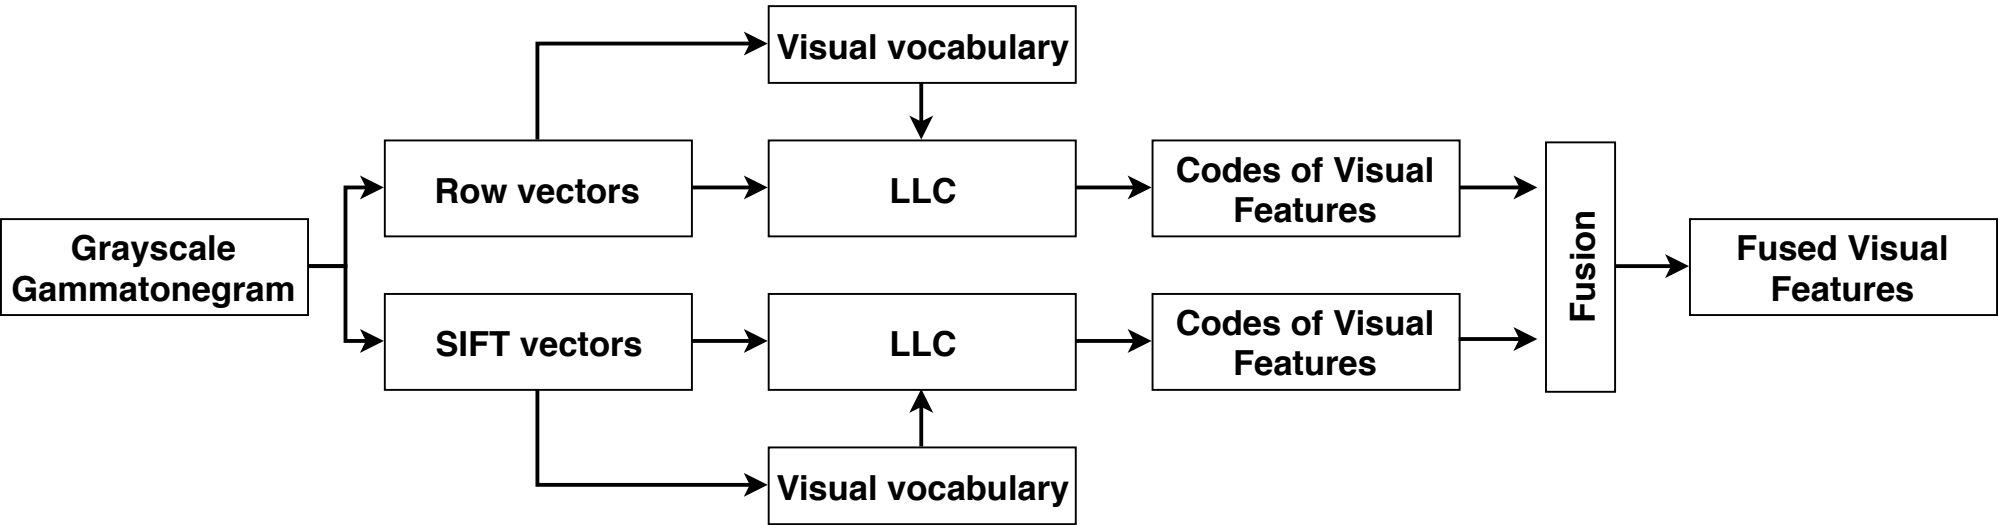 Visual vocabulary
Row vectors
LLC
Codes of Visual
Features
Grayscale
Gammatonegram
Fusion
Fused Visual
Features
SIFT vectors
LLC
Codes of Visual
Features
Visual vocabulary